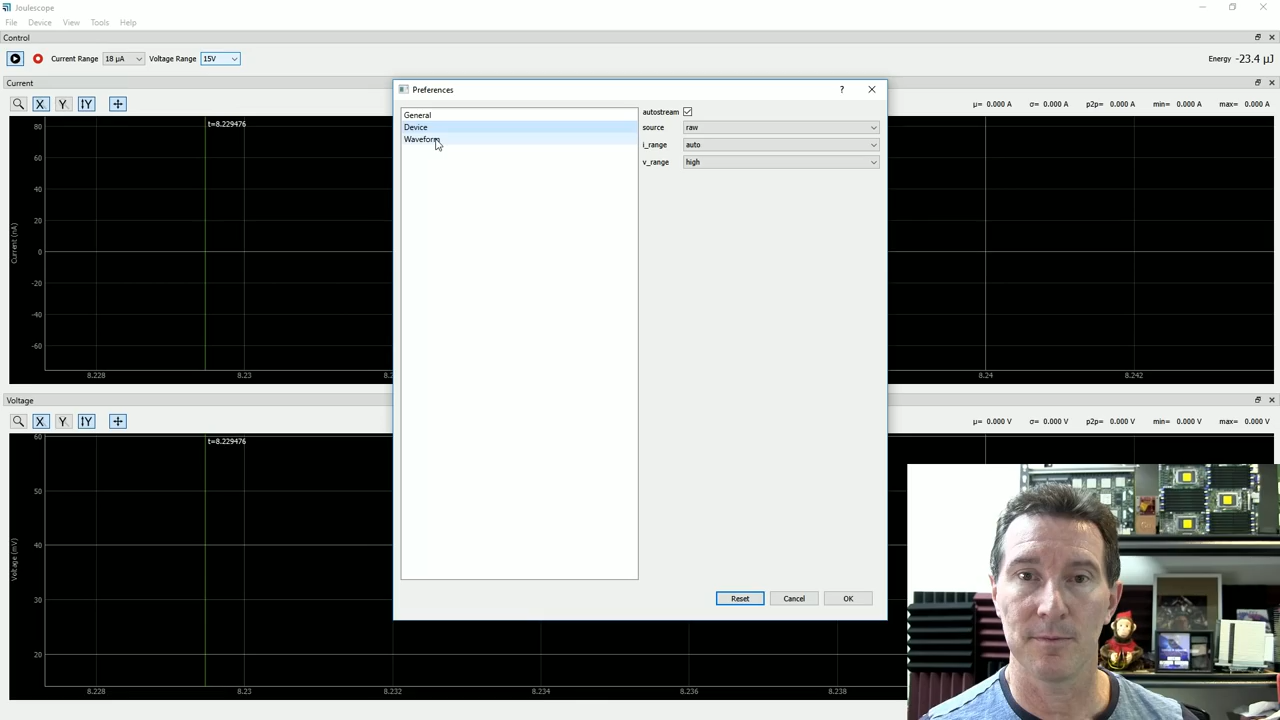 Joulescope
File Device View Tools Help
Control
Current Range 18 µA Voltage Range 15V Energy -23.4 µJ
Current
X Y ↕Y µ= 0.000 A σ= 0.000 A p2p= 0.000 A min= 0.000 A max= 0.000 A
t=8.229476
80
60
40
20
0
-20
-40
-60
Current (nA)
8.228 8.23 8.24 8.242
Preferences ?
General
Device
Waveform
autostream
source raw
i_range auto
v_range high
Reset Cancel OK
Voltage
X Y ↕Y µ= 0.000 V σ= 0.000 V p2p= 0.000 V min= 0.000 V max= 0.000 V
t=8.229476
60
50
40
30
20
Voltage (mV)
8.228 8.23 8.232 8.234 8.236 8.238